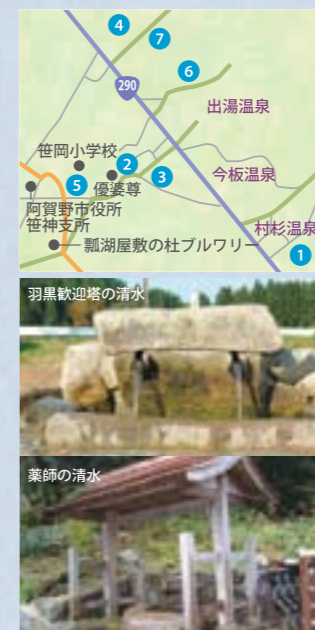 4
7
6
290
出湯温泉
笹岡小学校
2
優婆尊
3
今板温泉
5
阿賀野市役所
笹神支所
村杉温泉
瓢湖屋敷の杜ブルワリー
1
羽黒歓迎塔の清水
薬師の清水